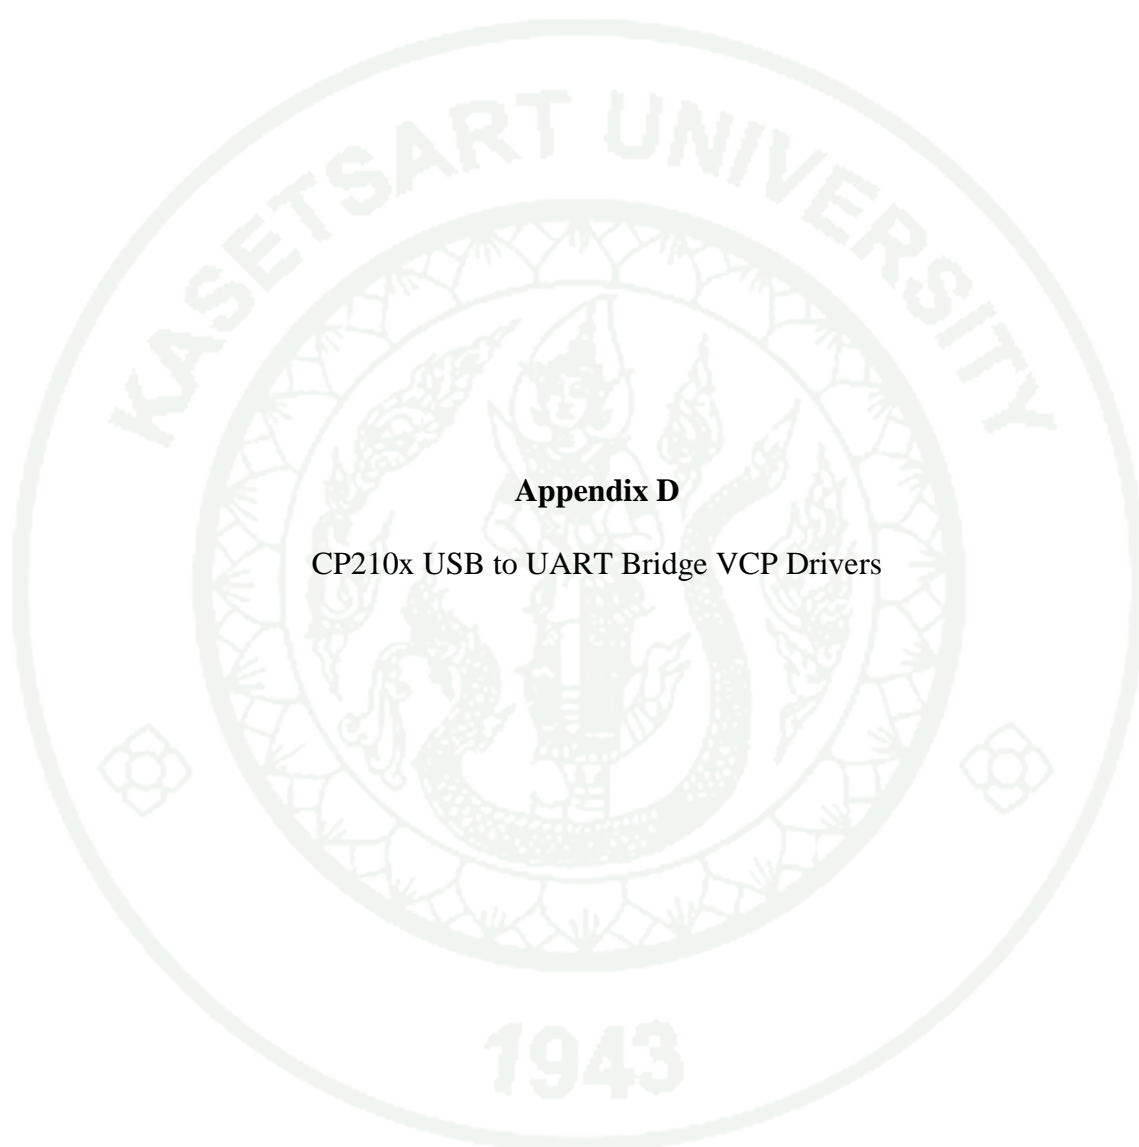 KASETSART UNIVERSITY
Appendix D
CP210x USB to UART Bridge VCP Drivers
1943